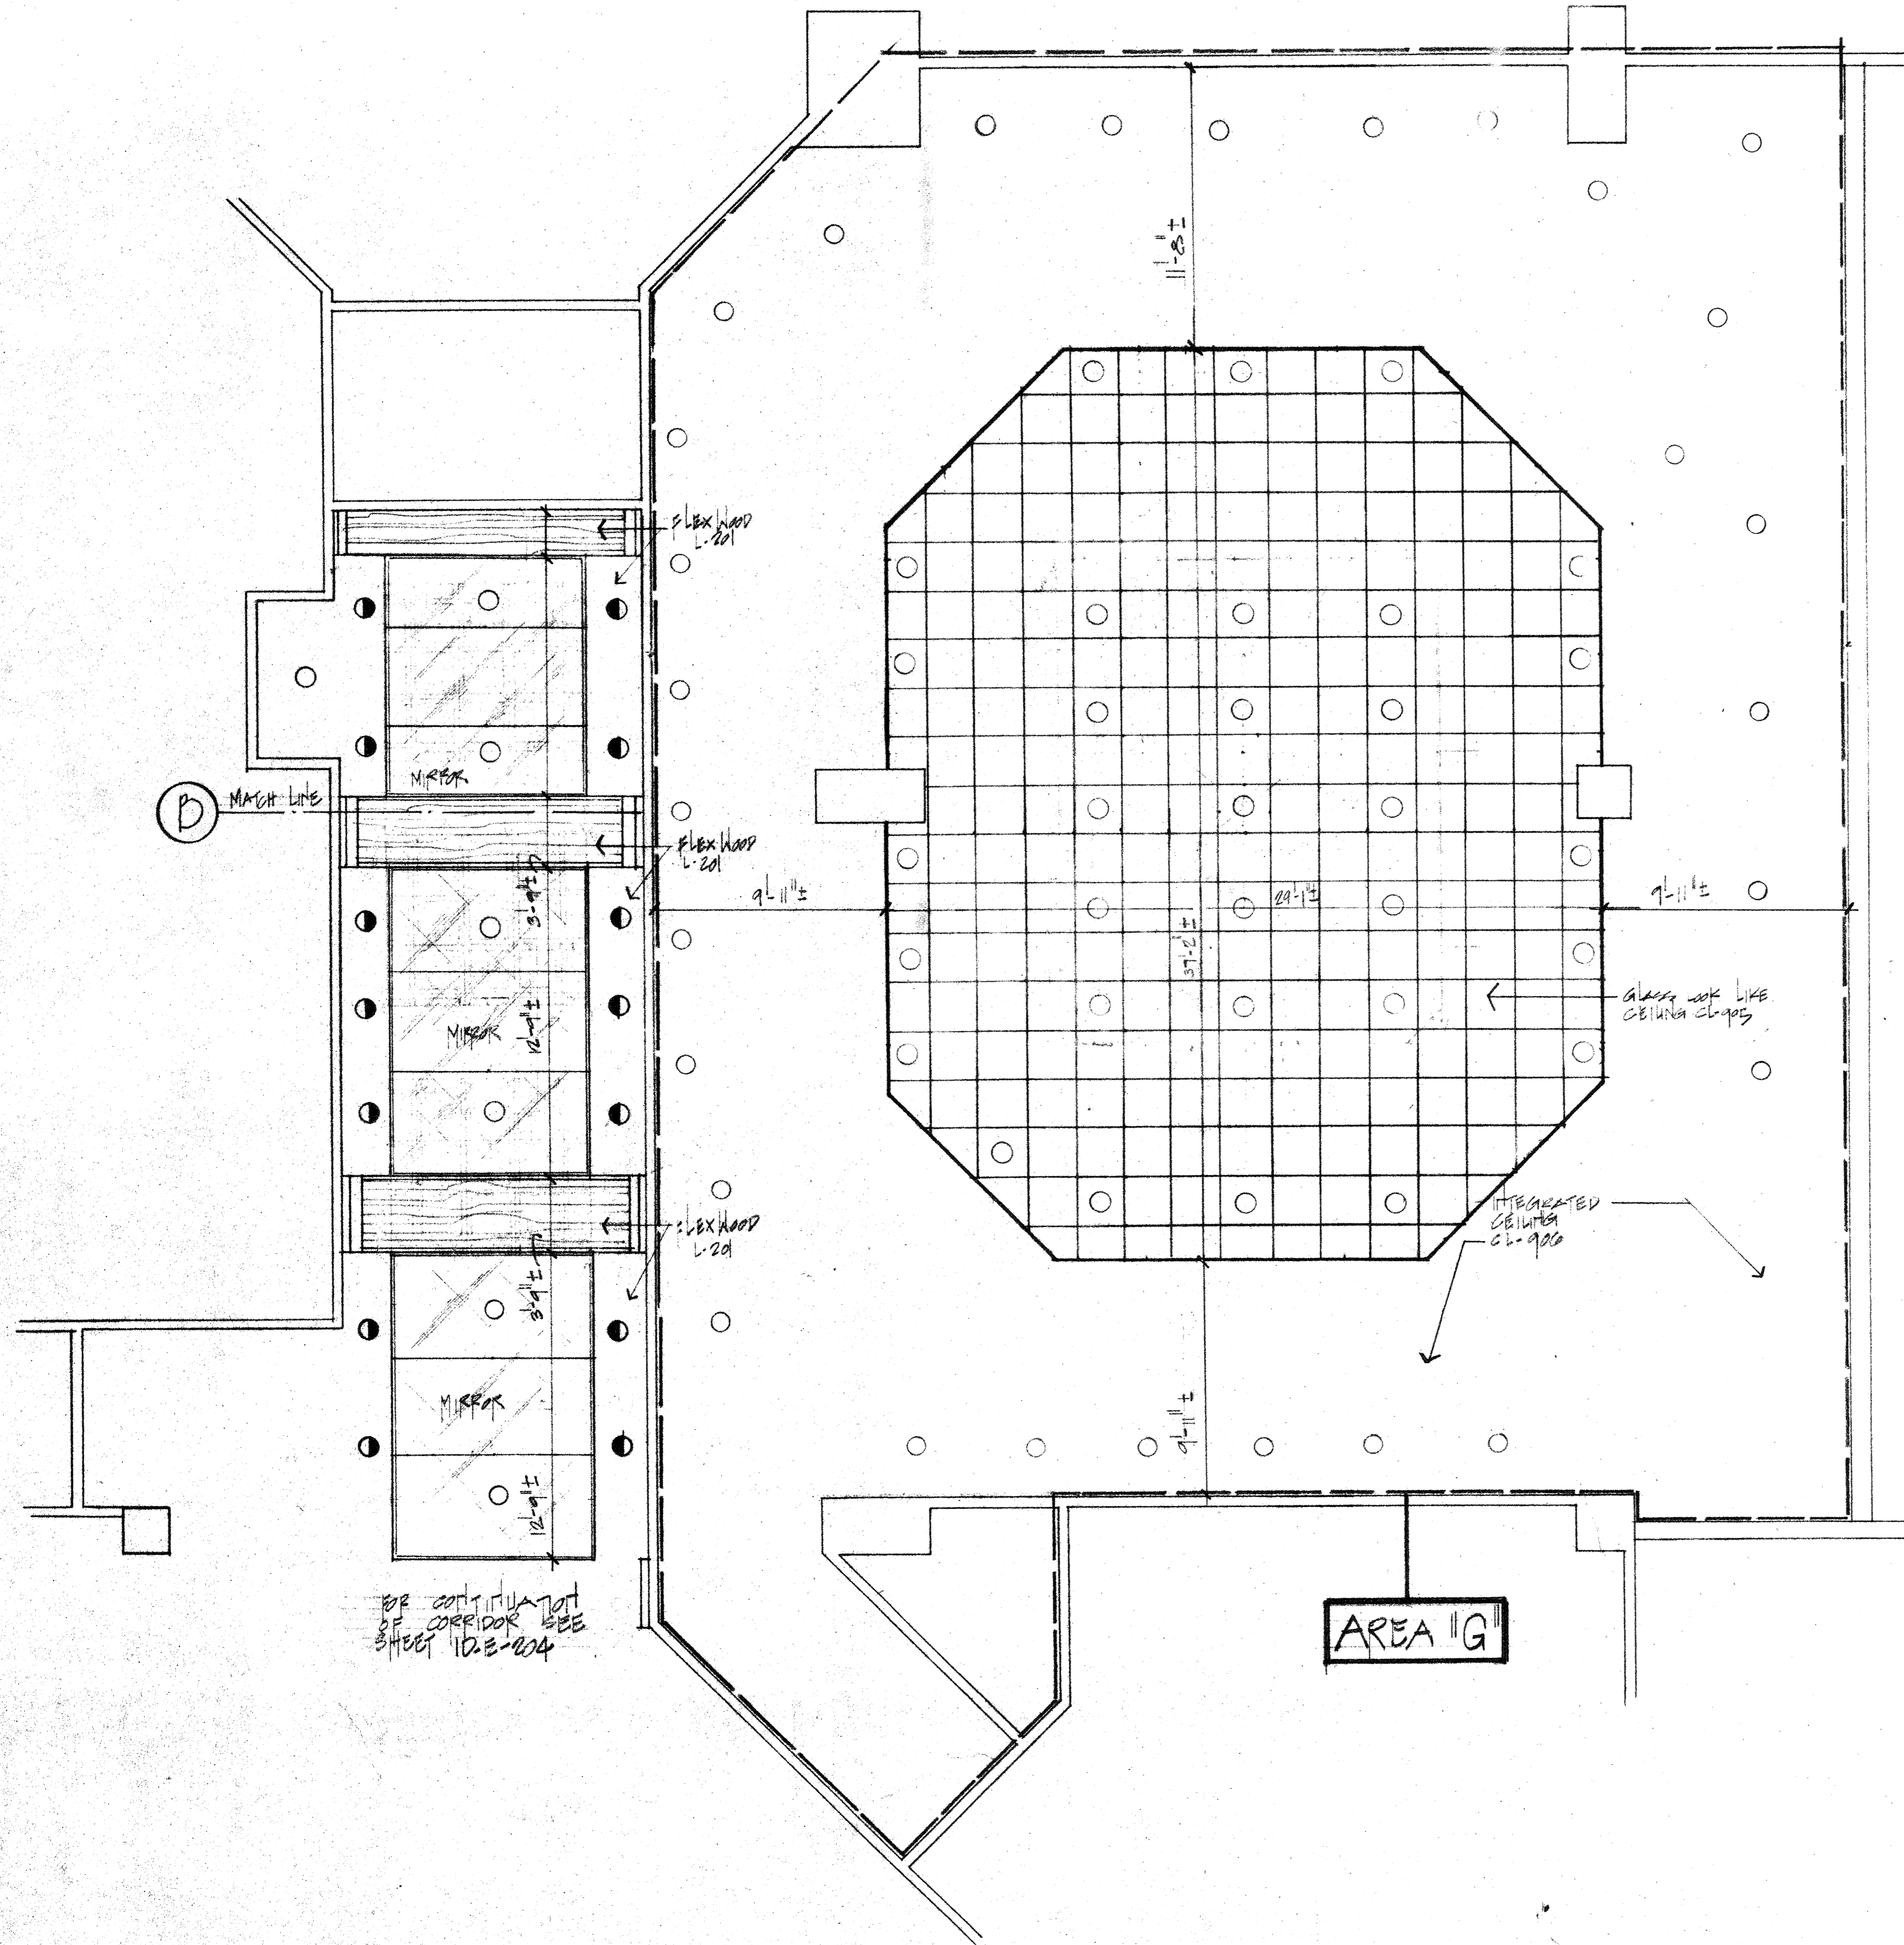 11'-8"±
FLEX WOOD
L-201
MIRROR
B
MATCH LINE
FLEX WOOD
L-201
3'-9"±
9'-11"±
29'-1"±
9'-11"±
37'-2"±
GLASS LOOK LIKE
CEILING CL-905
MIRROR
12'-9"±
INTEGRATED
CEILING
CL-906
FLEX WOOD
L-201
3'-9"±
MIRROR
9'-11"±
12'-9"±
FOR CONTINUATION
OF CORRIDOR SEE
SHEET ID.E-204
AREA "G"